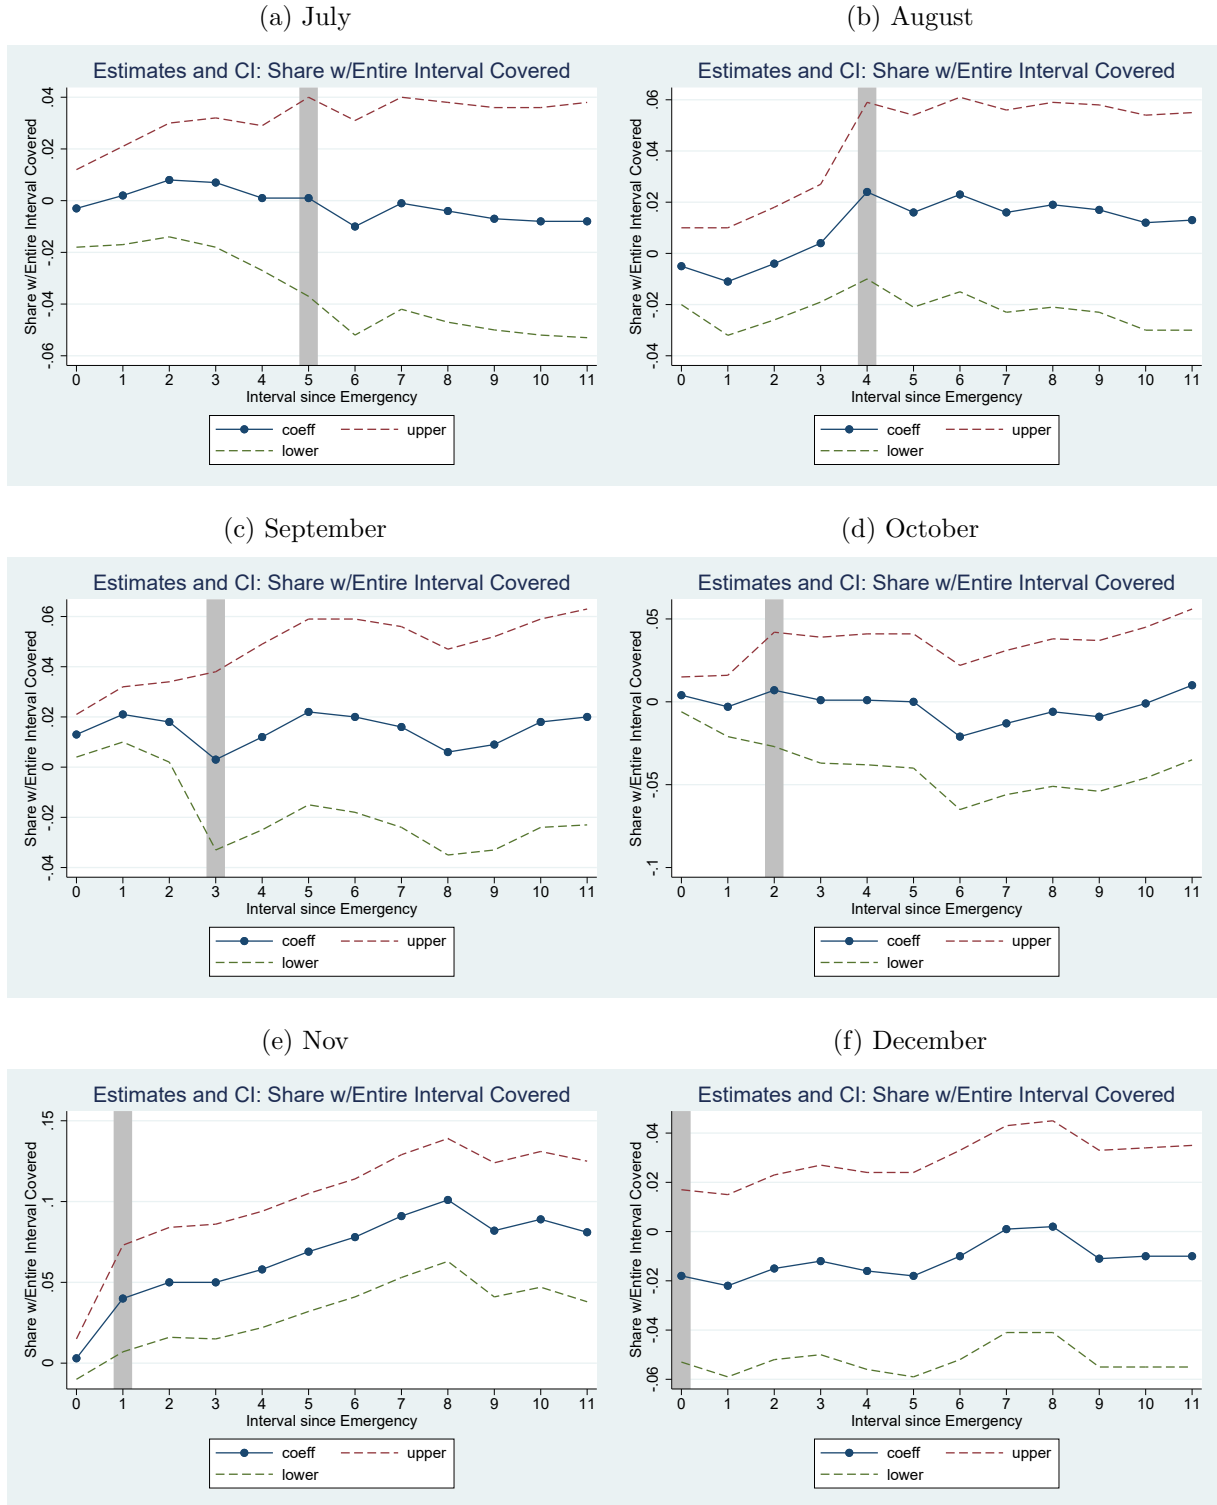 (a) July
Estimates and CI: Share w/Entire Interval Covered
Share w/Entire Interval Covered
.04
.02
0
-.02
-.04
-.06
0 1 2 3 4 5 6 7 8 9 10 11
Interval since Emergency
coeff upper
lower
(b) August
Estimates and CI: Share w/Entire Interval Covered
Share w/Entire Interval Covered
.06
.04
.02
0
-.02
-.04
0 1 2 3 4 5 6 7 8 9 10 11
Interval since Emergency
coeff upper
lower
(c) September
Estimates and CI: Share w/Entire Interval Covered
Share w/Entire Interval Covered
.06
.04
.02
0
-.02
-.04
0 1 2 3 4 5 6 7 8 9 10 11
Interval since Emergency
coeff upper
lower
(d) October
Estimates and CI: Share w/Entire Interval Covered
Share w/Entire Interval Covered
.05
0
-.05
-.1
0 1 2 3 4 5 6 7 8 9 10 11
Interval since Emergency
coeff upper
lower
(e) Nov
Estimates and CI: Share w/Entire Interval Covered
Share w/Entire Interval Covered
.15
.1
.05
0
0 1 2 3 4 5 6 7 8 9 10 11
Interval since Emergency
coeff upper
lower
(f) December
Estimates and CI: Share w/Entire Interval Covered
Share w/Entire Interval Covered
.04
.02
0
-.02
-.04
-.06
0 1 2 3 4 5 6 7 8 9 10 11
Interval since Emergency
coeff upper
lower